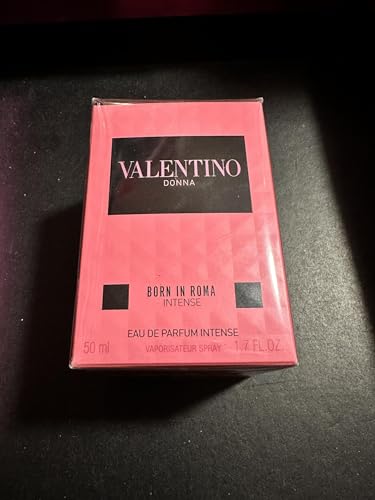 VALENTINO
DONNA
BORN IN ROMA
INTENSE
EAU DE PARFUM INTENSE
50 ml VAPORISATEUR SPRAY 1.7 FL.OZ.